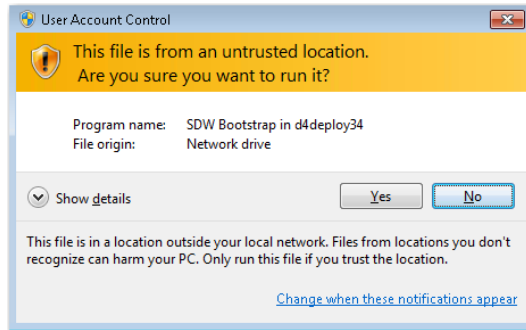 User Account Control
This file is from an untrusted location.
Are you sure you want to run it?
Program name: SDW Bootstrap in d4deploy34
File origin: Network drive
Show details Yes No
This file is in a location outside your local network. Files from locations you don't
recognize can harm your PC. Only run this file if you trust the location.
Change when these notifications appear